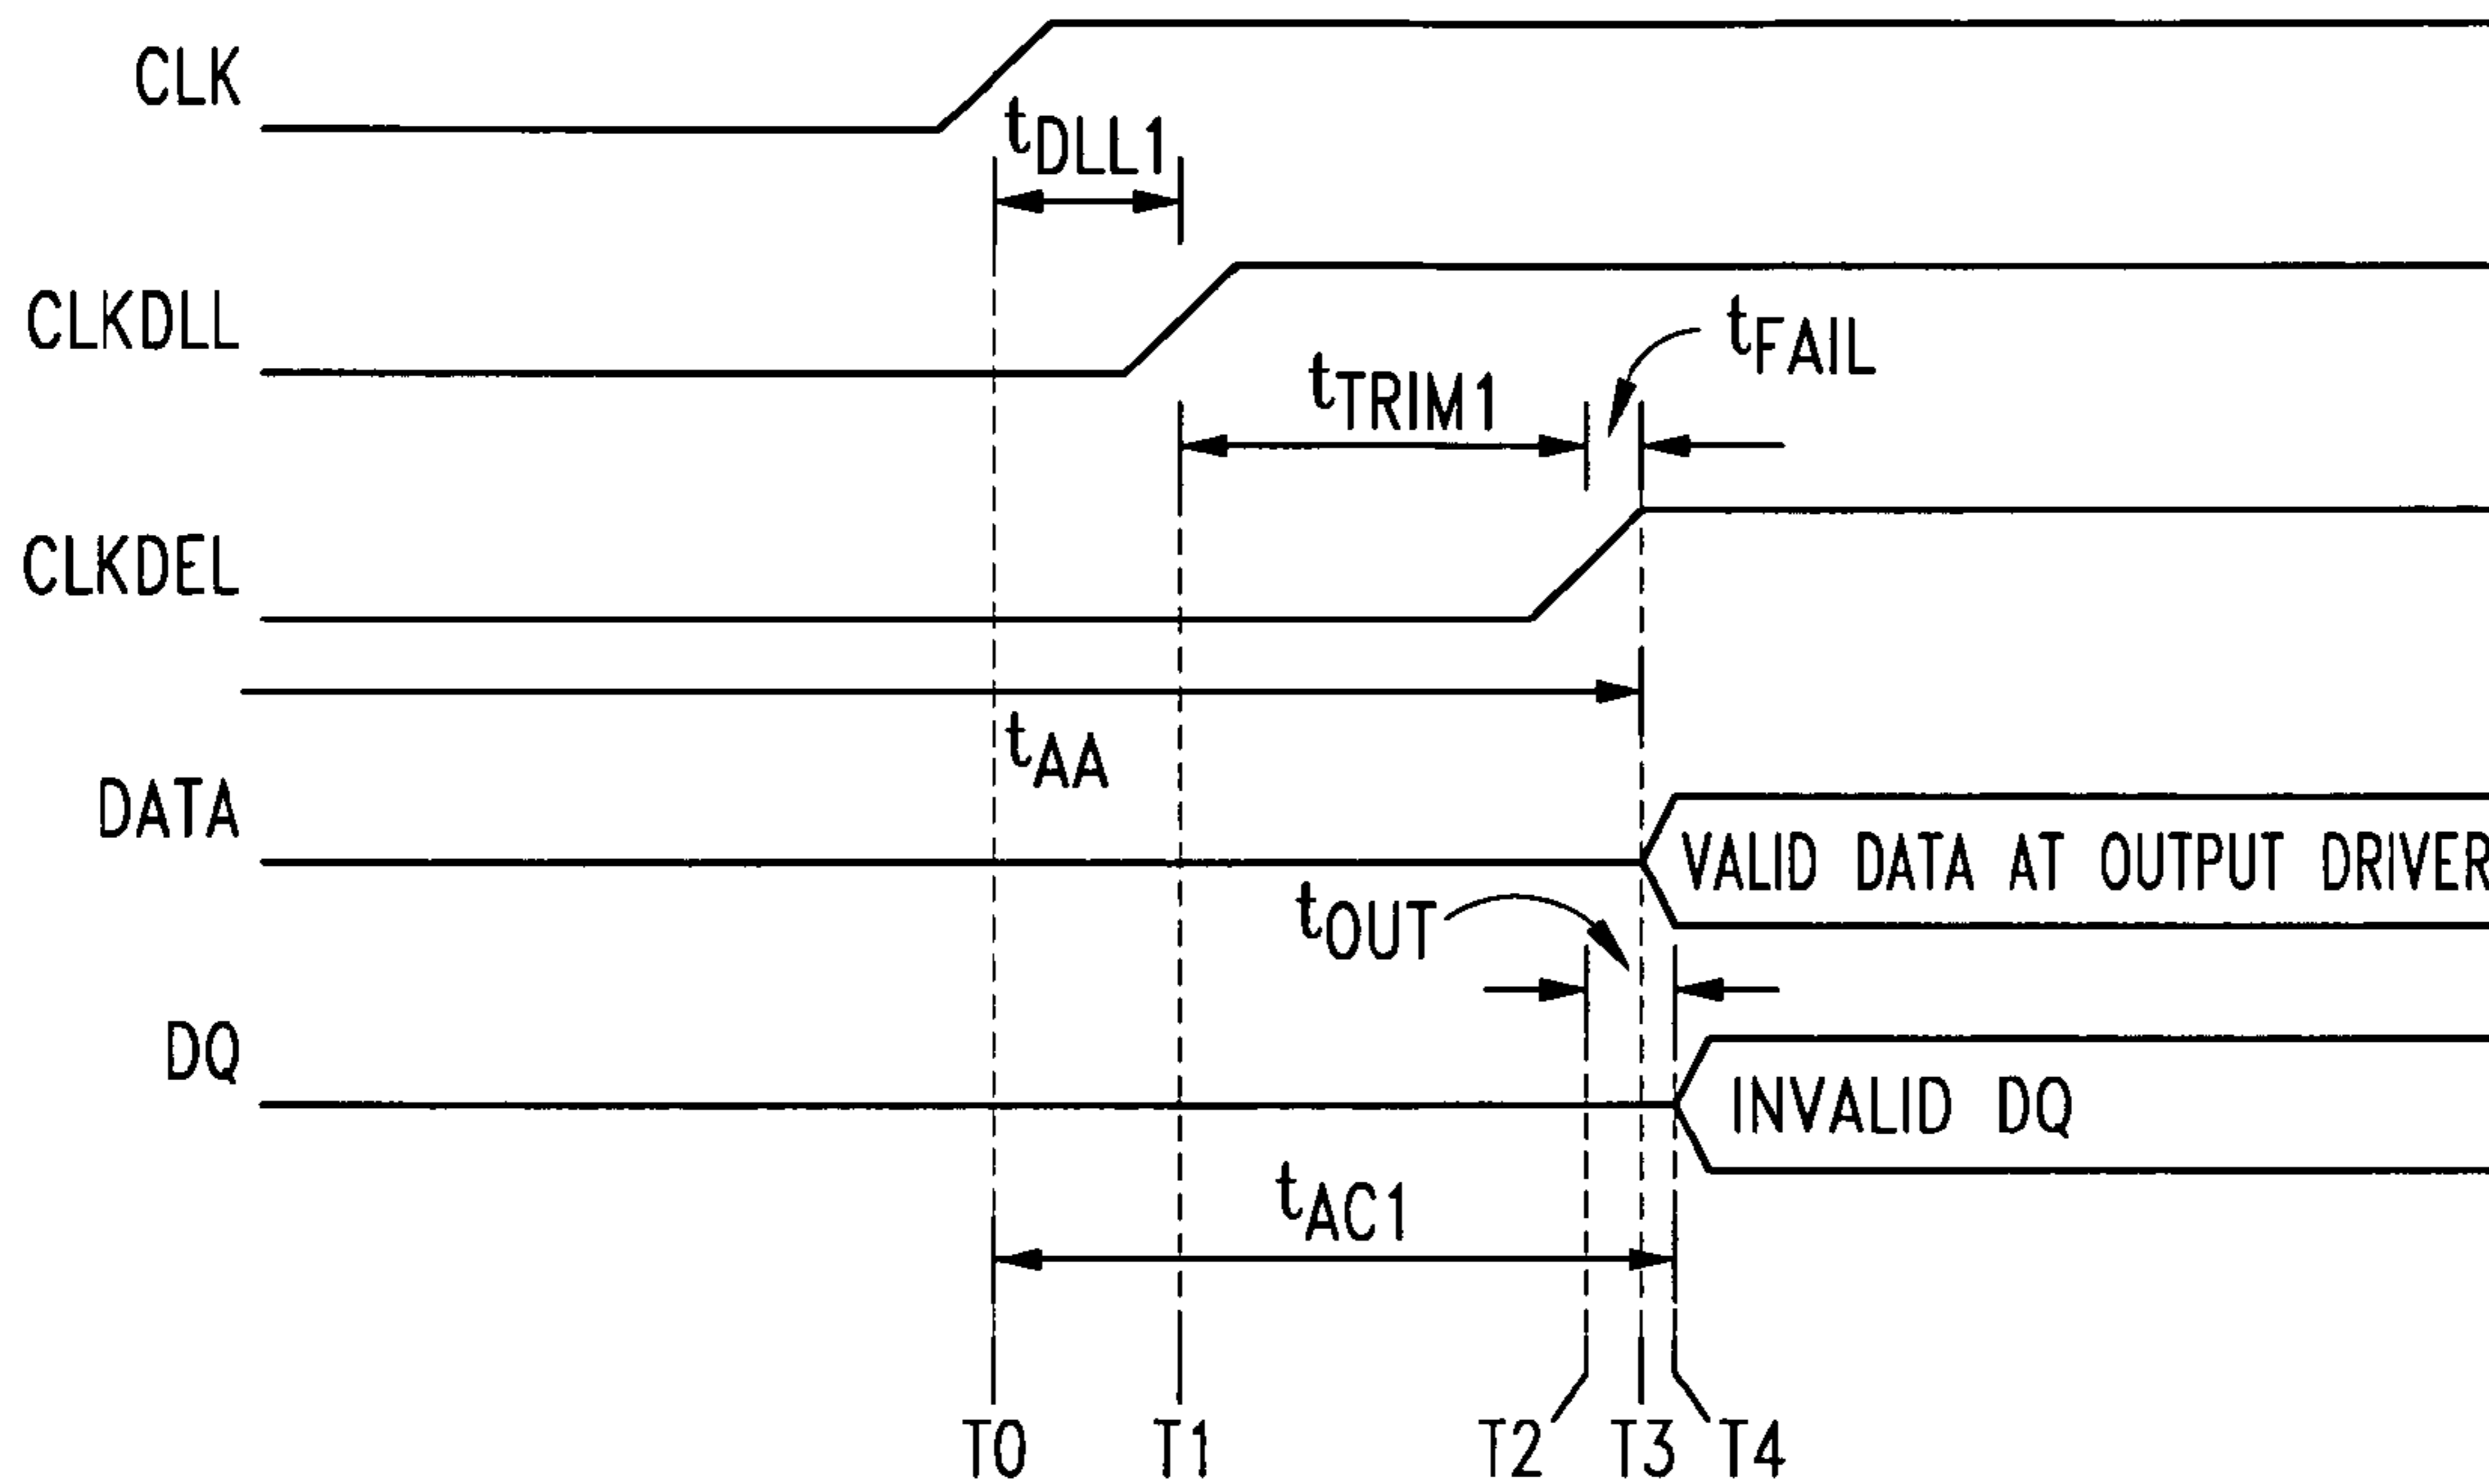 CLK
tDLL1
CLKDLL
tFAIL
tTRIM1
CLKDEL
tAA
DATA
VALID DATA AT OUTPUT DRIVER
tOUT
DQ
INVALID DQ
tAC1
T0 T1 T2 T3 T4